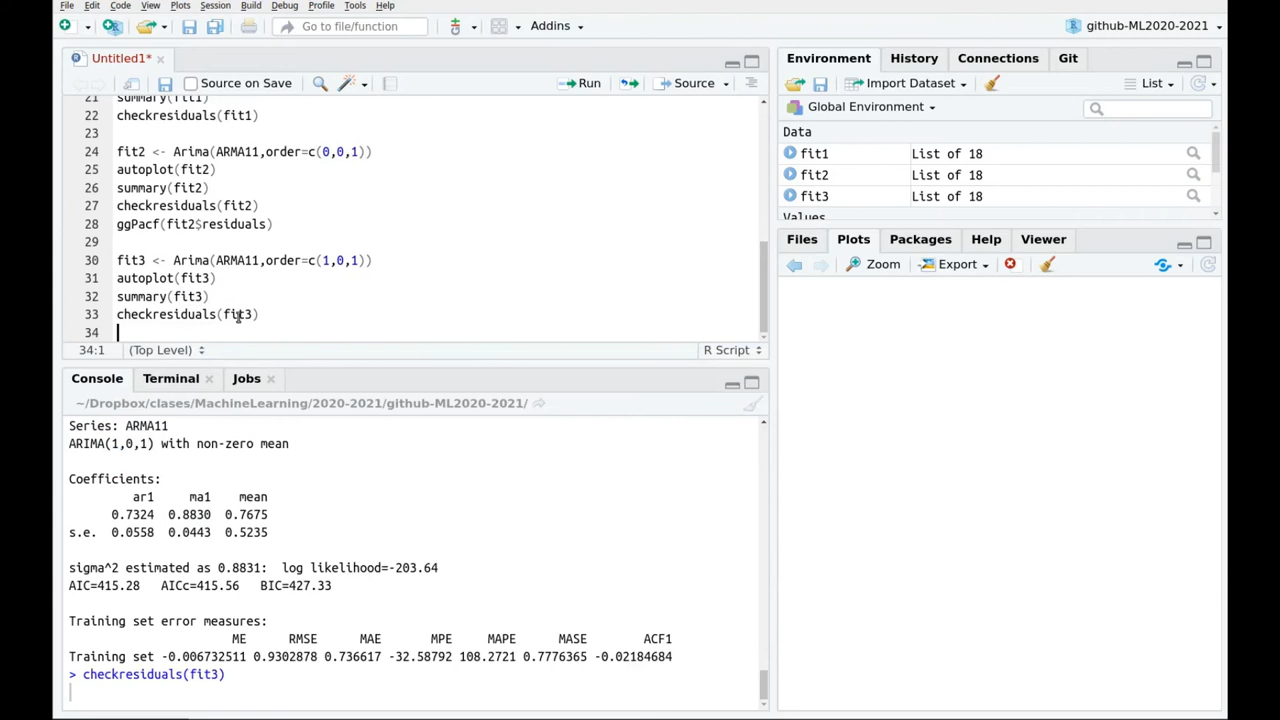 File Edit Code View Plots Session Build Debug Profile Tools Help
Go to file/function
Addins
github-ML2020-2021
Untitled1*
Source on Save
Run
Source
21 summary(fit1)
22 checkresiduals(fit1)
23
24 fit2 <- Arima(ARMA11,order=c(0,0,1))
25 autoplot(fit2)
26 summary(fit2)
27 checkresiduals(fit2)
28 ggPacf(fit2$residuals)
29
30 fit3 <- Arima(ARMA11,order=c(1,0,1))
31 autoplot(fit3)
32 summary(fit3)
33 checkresiduals(fit3)
34
34:1 (Top Level) R Script
Console Terminal Jobs
~/Dropbox/clases/MachineLearning/2020-2021/github-ML2020-2021/
Series: ARMA11
ARIMA(1,0,1) with non-zero mean
Coefficients:
ar1 ma1 mean
0.7324 0.8830 0.7675
s.e. 0.0558 0.0443 0.5235
sigma^2 estimated as 0.8831: log likelihood=-203.64
AIC=415.28 AICc=415.56 BIC=427.33
Training set error measures:
ME RMSE MAE MPE MAPE MASE ACF1
Training set -0.006732511 0.9302878 0.736617 -32.58792 108.2721 0.7776365 -0.02184684
> checkresiduals(fit3)
Environment History Connections Git
Import Dataset List
Global Environment
Data
fit1 List of 18
fit2 List of 18
fit3 List of 18
Values
Files Plots Packages Help Viewer
Zoom Export